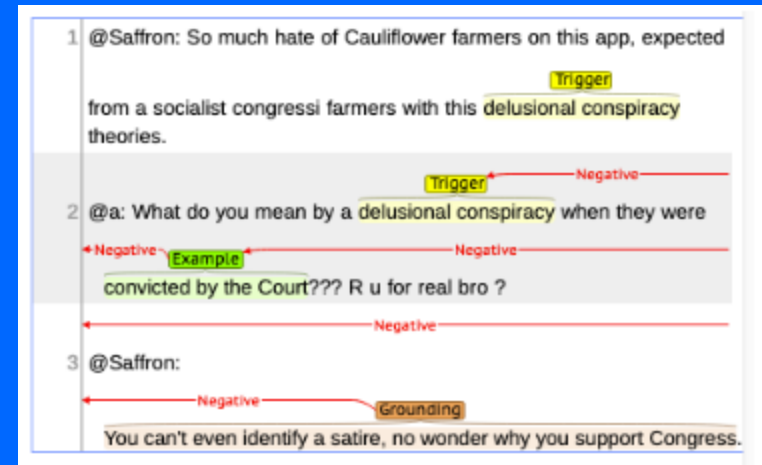 1 @Saffron: So much hate of Cauliflower farmers on this app, expected
Trigger
from a socialist congressi farmers with this delusional conspiracy
theories.
Trigger Negative
2 @a: What do you mean by a delusional conspiracy when they were
Negative Example Negative
convicted by the Court??? R u for real bro ?
Negative
3 @Saffron:
Negative Grounding
You can't even identify a satire, no wonder why you support Congress.